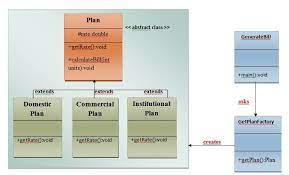 Plan
<< abstract class >>
#rate:double
+getRate():void
+calculateBill(int
units):void
extends
extends
extends
Domestic
Plan
+getRate():void
Commercial
Plan
+getRate():void
Institutional
Plan
+getRate():void
GenerateBill
+main():void
asks
GetPlanFactory
+getPlan():Plan
creates